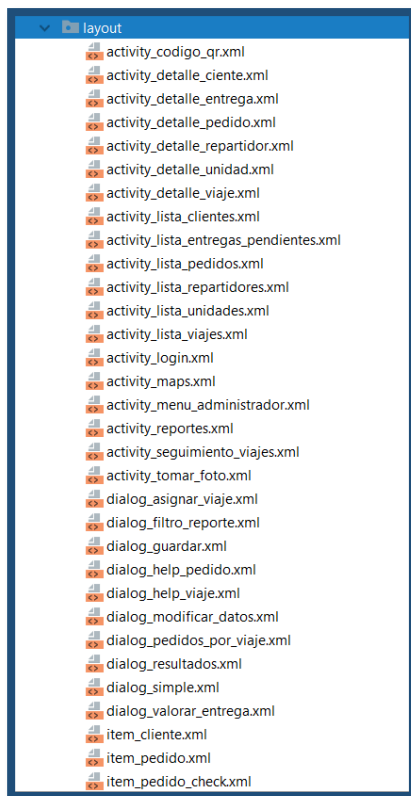 layout
activity_codigo_qr.xml
activity_detalle_ciente.xml
activity_detalle_entrega.xml
activity_detalle_pedido.xml
activity_detalle_repartidor.xml
activity_detalle_unidad.xml
activity_detalle_viaje.xml
activity_lista_clientes.xml
activity_lista_entregas_pendientes.xml
activity_lista_pedidos.xml
activity_lista_repartidores.xml
activity_lista_unidades.xml
activity_lista_viajes.xml
activity_login.xml
activity_maps.xml
activity_menu_administrador.xml
activity_reportes.xml
activity_seguimiento_viajes.xml
activity_tomar_foto.xml
dialog_asignar_viaje.xml
dialog_filtro_reporte.xml
dialog_guardar.xml
dialog_help_pedido.xml
dialog_help_viaje.xml
dialog_modificar_datos.xml
dialog_pedidos_por_viaje.xml
dialog_resultados.xml
dialog_simple.xml
dialog_valorar_entrega.xml
item_cliente.xml
item_pedido.xml
item_pedido_check.xml